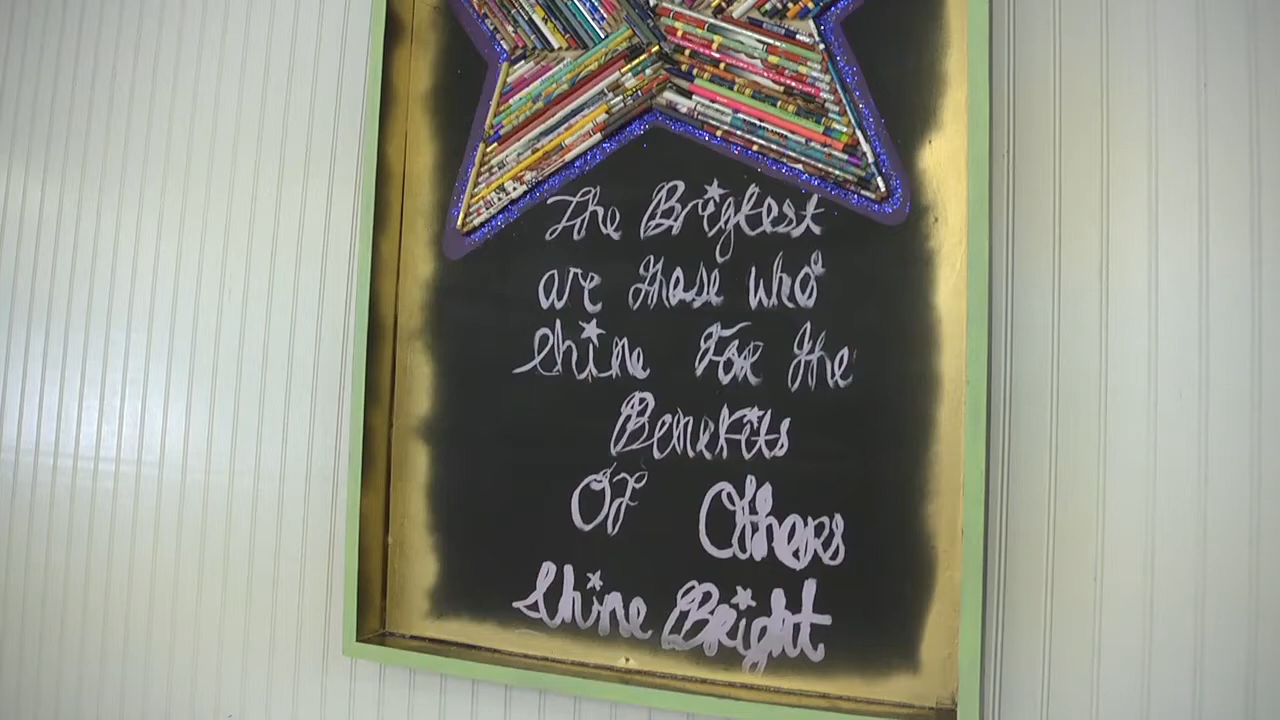 The Brigtest
are those who
Shine For the
Benefits
Of Others
Shine Bright